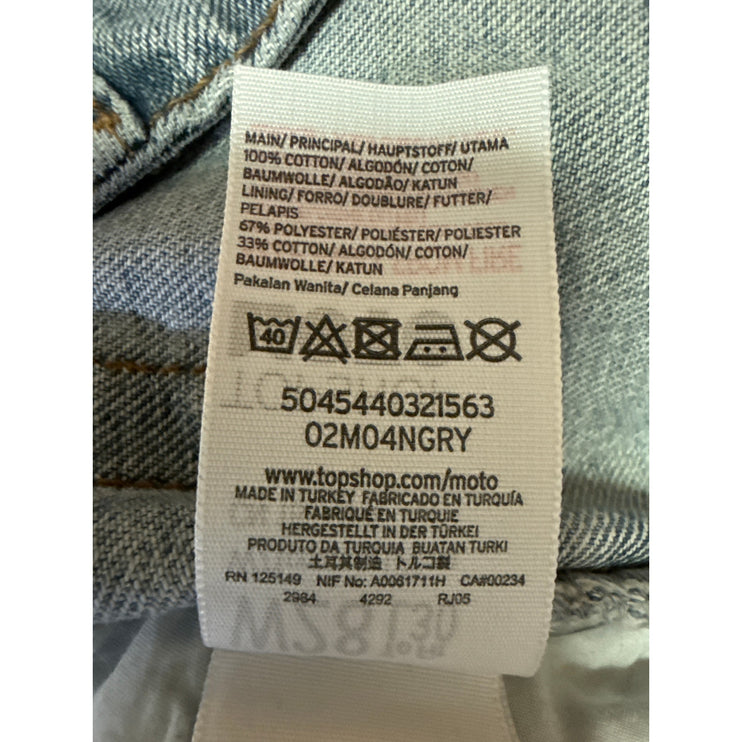 MAIN/ PRINCIPAL/ HAUPTSTOFF/ UTAMA
100% COTTON/ ALGODÓN/ COTON/
BAUMWOLLE/ ALGODÃO/ KATUN
LINING/ FORRO/ DOUBLURE/ FUTTER/
PELAPIS
67% POLYESTER/ POLIÉSTER/ POLIESTER
33% COTTON/ ALGODÓN/ COTON/
BAUMWOLLE/ KATUN
Pakaian Wanita/ Celana Panjang
40
5045440321563
02M04NGRY
www.topshop.com/moto
MADE IN TURKEY FABRICADO EN TURQUÍA
FABRIQUÉ EN TURQUIE
HERGESTELLT IN DER TÜRKEI
PRODUTO DA TURQUIA BUATAN TURKI
土耳其制造 トルコ製
RN 125149 NIF No: A0061711H CA#00234
2984 4292 RJ05